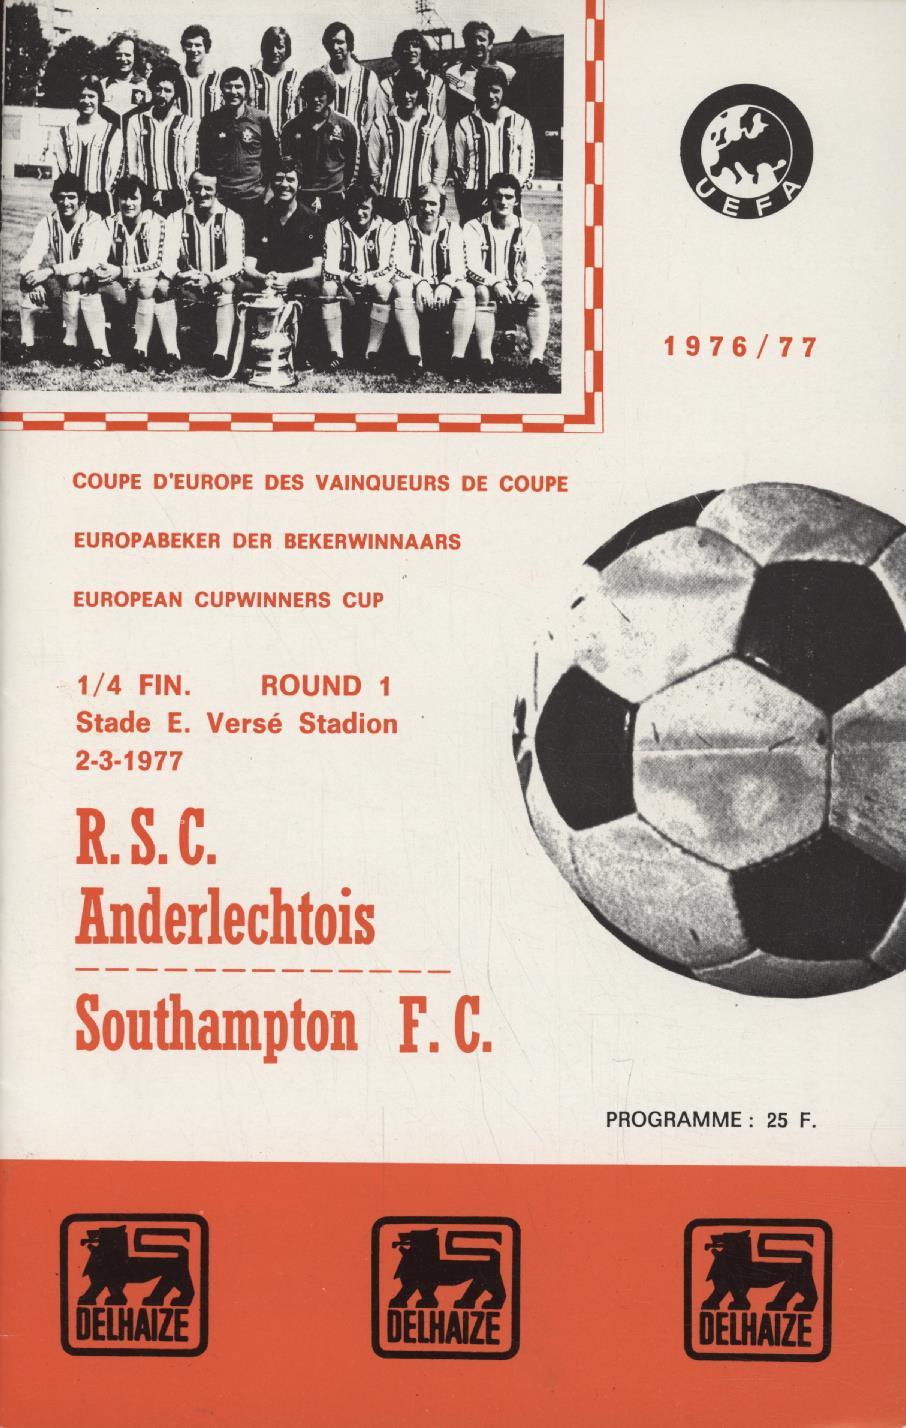 UEFA
1976/77
COUPE D'EUROPE DES VAINQUEURS DE COUPE
EUROPABEKER DER BEKERWINNAARS
EUROPEAN CUPWINNERS CUP
1/4 FIN. ROUND 1
Stade E. Versé Stadion
2-3-1977
R.S.C.
Anderlechtois
Southampton F.C.
PROGRAMME : 25 F.
DELHAIZE
DELHAIZE
DELHAIZE